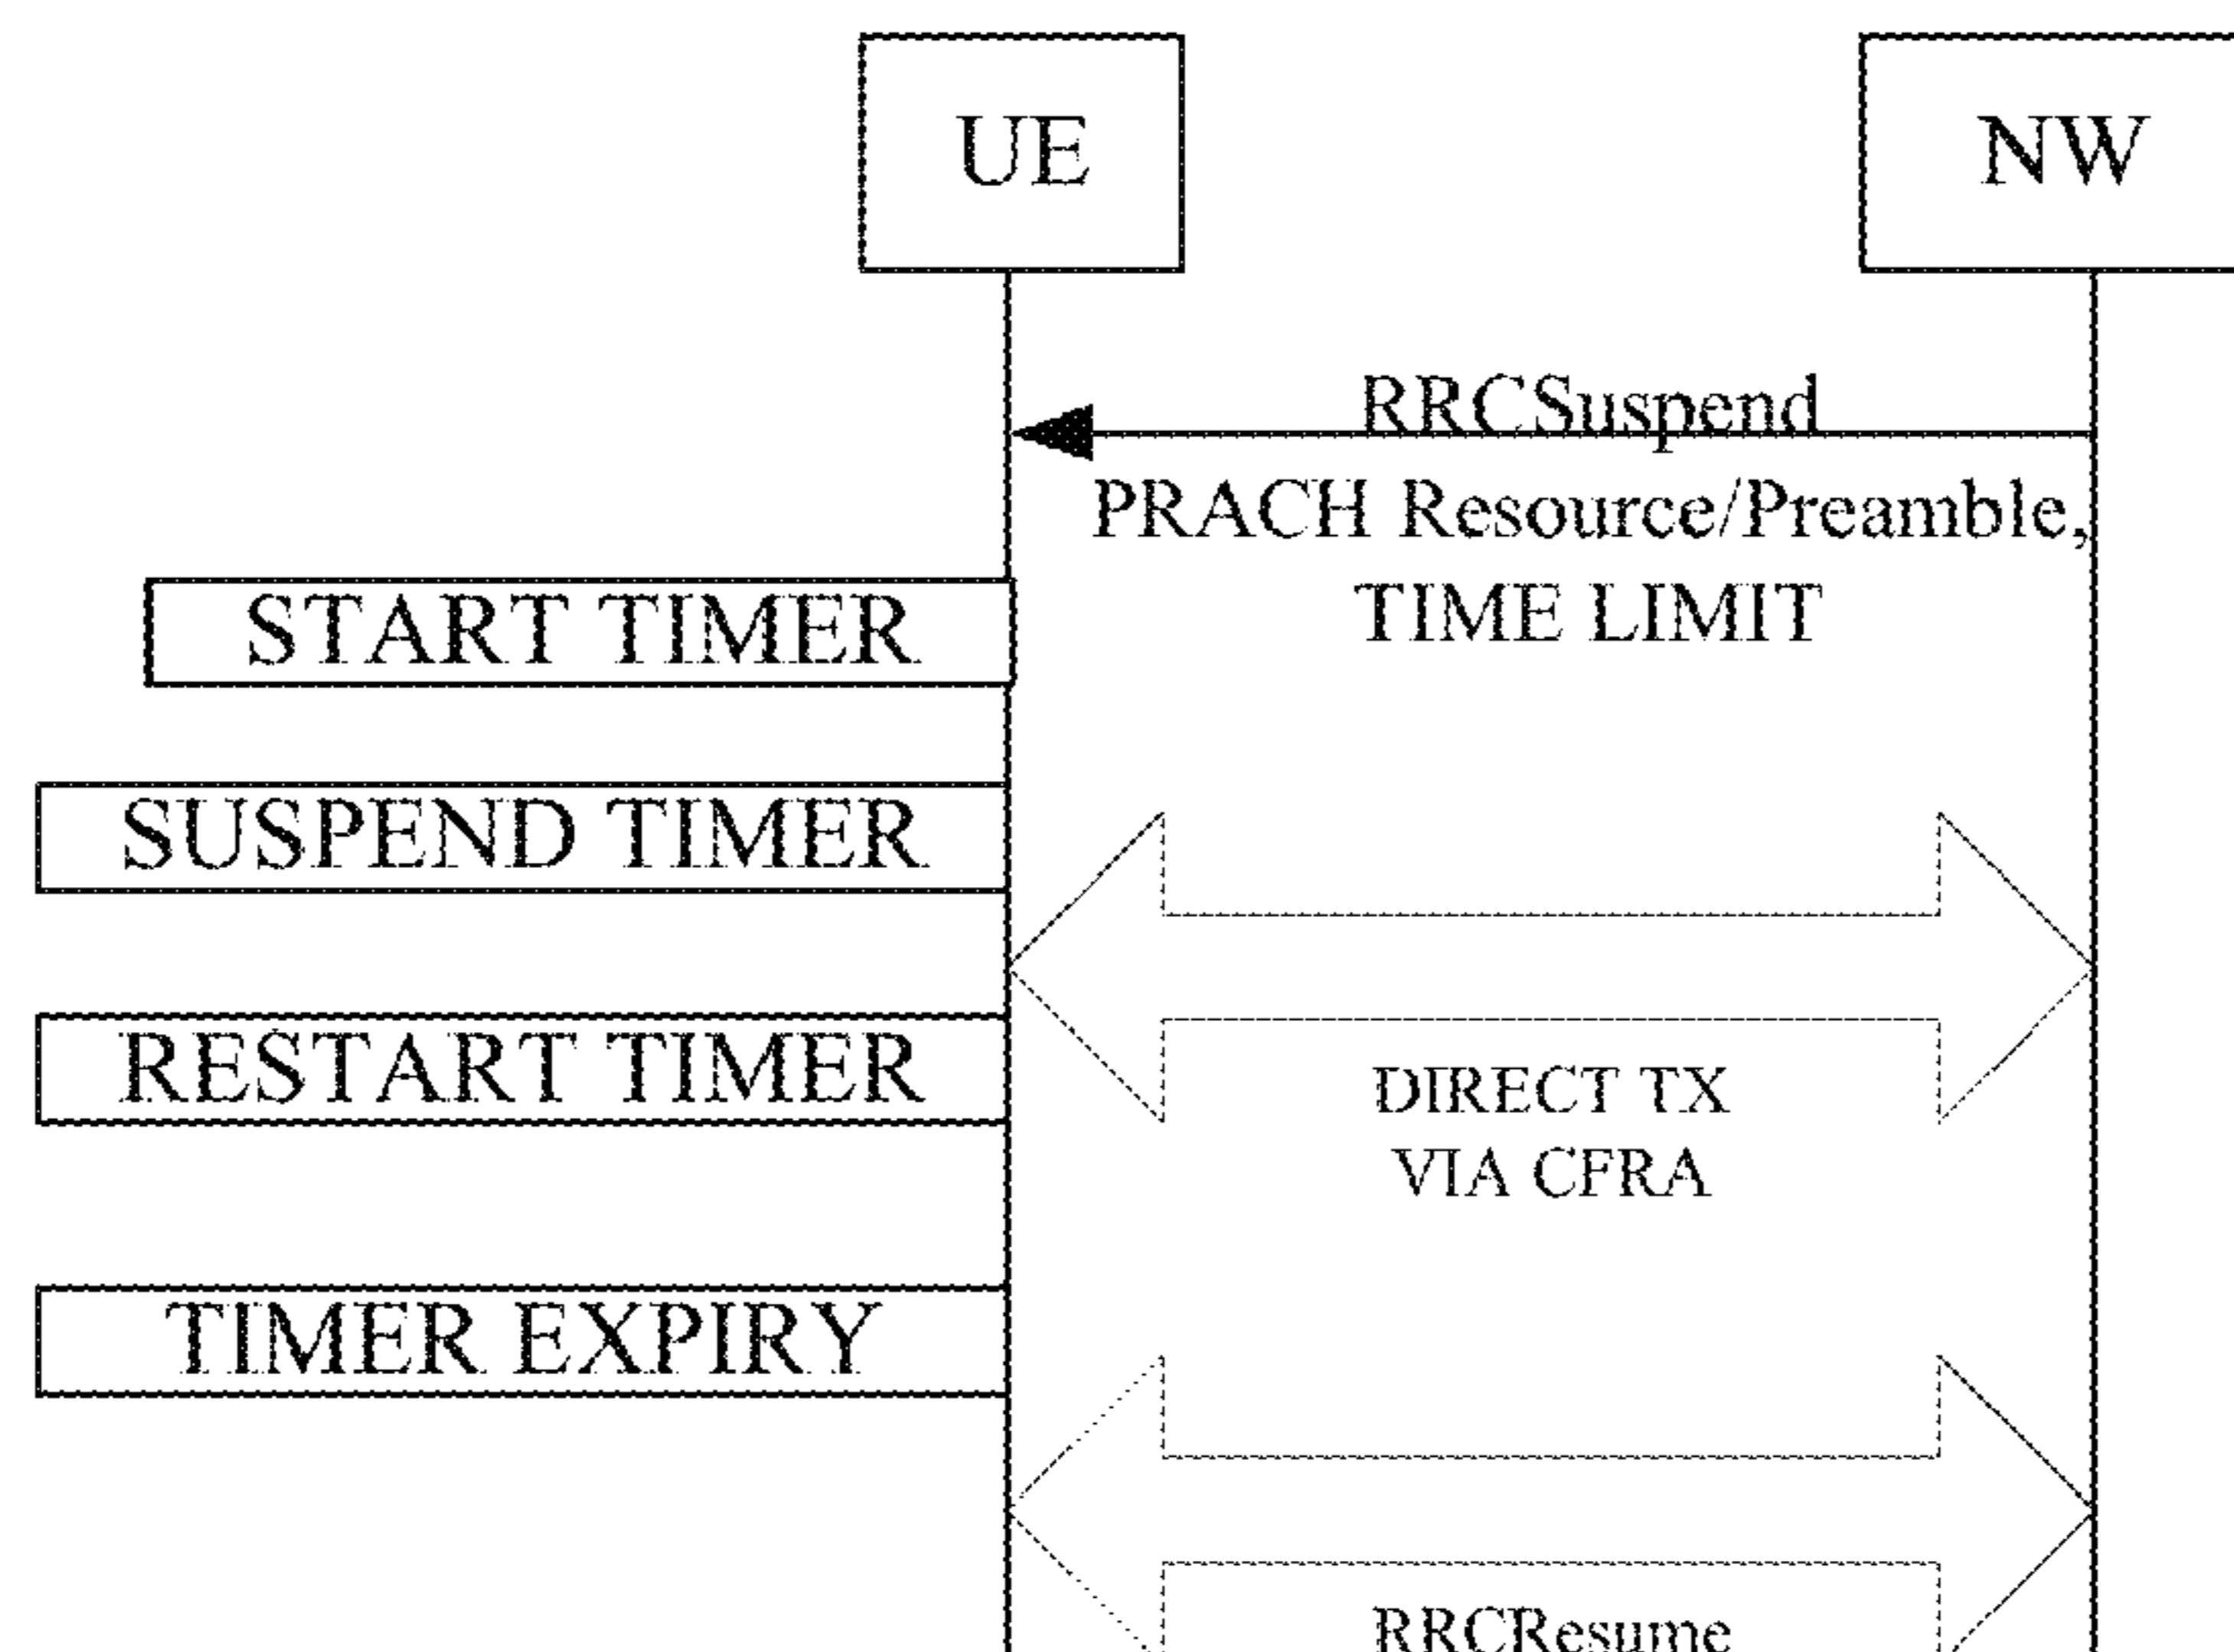 UE
NW
RRCSuspend
PRACH Resource/Preamble,
TIME LIMIT
START TIMER
SUSPEND TIMER
RESTART TIMER
DIRECT TX
VIA CFRA
TIMER EXPIRY
RRCResume